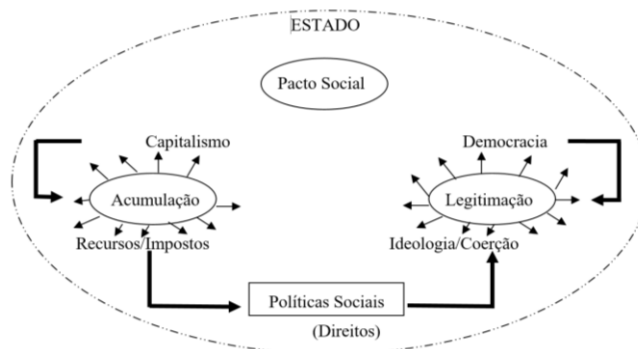 ESTADO
Pacto Social
Capitalismo
Democracia
Acumulação
Legitimação
Recursos/Impostos
Ideologia/Coerção
Políticas Sociais
(Direitos)